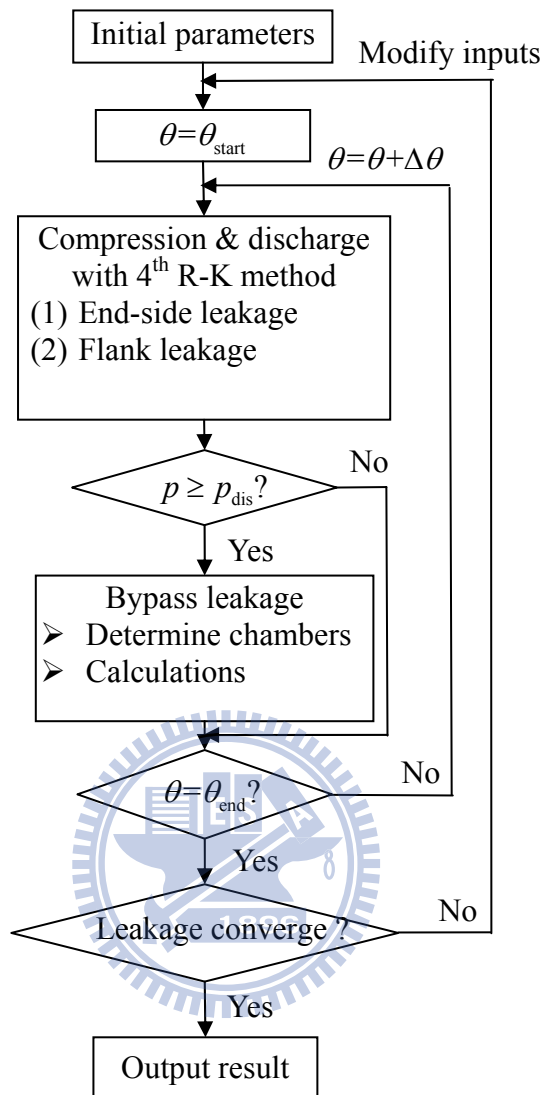 Initial parameters
Modify inputs
θ=θstart
θ=θ+Δθ
Compression & discharge
with 4th R-K method
(1) End-side leakage
(2) Flank leakage
p ≥ pdis?
No
Yes
Bypass leakage
➢ Determine chambers
➢ Calculations
θ=θend?
No
Yes
Leakage converge ?
No
1896
Yes
Output result